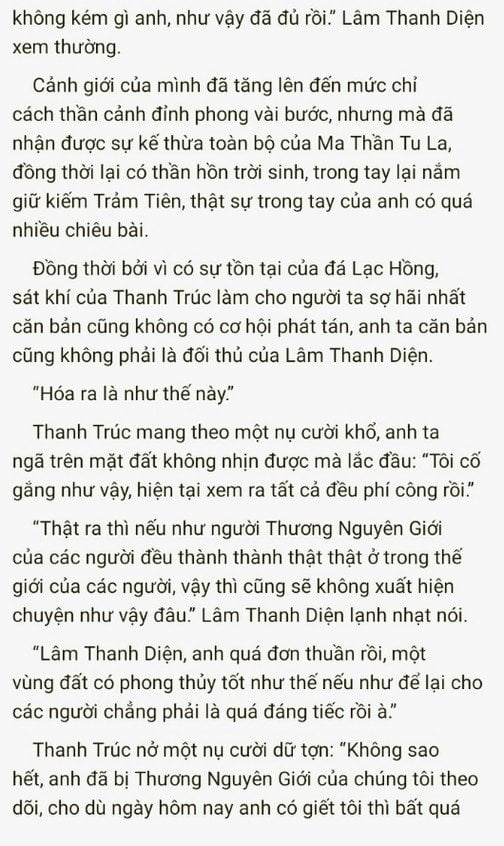 không kém gì anh, như vậy đã đủ rồi.” Lâm Thanh Diện
xem thường.
Cảnh giới của mình đã tăng lên đến mức chỉ
cách thần cảnh đỉnh phong vài bước, nhưng mà đã
nhận được sự kế thừa toàn bộ của Ma Thần Tu La,
đồng thời lại có thần hồn trời sinh, trong tay lại nắm
giữ kiếm Trảm Tiên, thật sự trong tay của anh có quá
nhiều chiêu bài.
Đồng thời bởi vì có sự tồn tại của đá Lạc Hồng,
sát khí của Thanh Trúc làm cho người ta sợ hãi nhất
căn bản cũng không có cơ hội phát tán, anh ta căn bản
cũng không phải là đối thủ của Lâm Thanh Diện.
“Hóa ra là như thế này.”
Thanh Trúc mang theo một nụ cười khổ, anh ta
ngã trên mặt đất không nhịn được mà lắc đầu: “Tôi cố
gắng như vậy, hiện tại xem ra tất cả đều phí công rồi.”
“Thật ra thì nếu như người Thương Nguyên Giới
của các người đều thành thành thật thật ở trong thế
giới của các người, vậy thì cũng sẽ không xuất hiện
chuyện như vậy đâu.” Lâm Thanh Diện lạnh nhạt nói.
“Lâm Thanh Diện, anh quá đơn thuần rồi, một
vùng đất có phong thủy tốt như thế nếu như để lại cho
các người chẳng phải là quá đáng tiếc rồi à.”
Thanh Trúc nở một nụ cười dữ tợn: “Không sao
hết, anh đã bị Thương Nguyên Giới của chúng tôi theo
dõi, cho dù ngày hôm nay anh có giết tôi thì bất quá